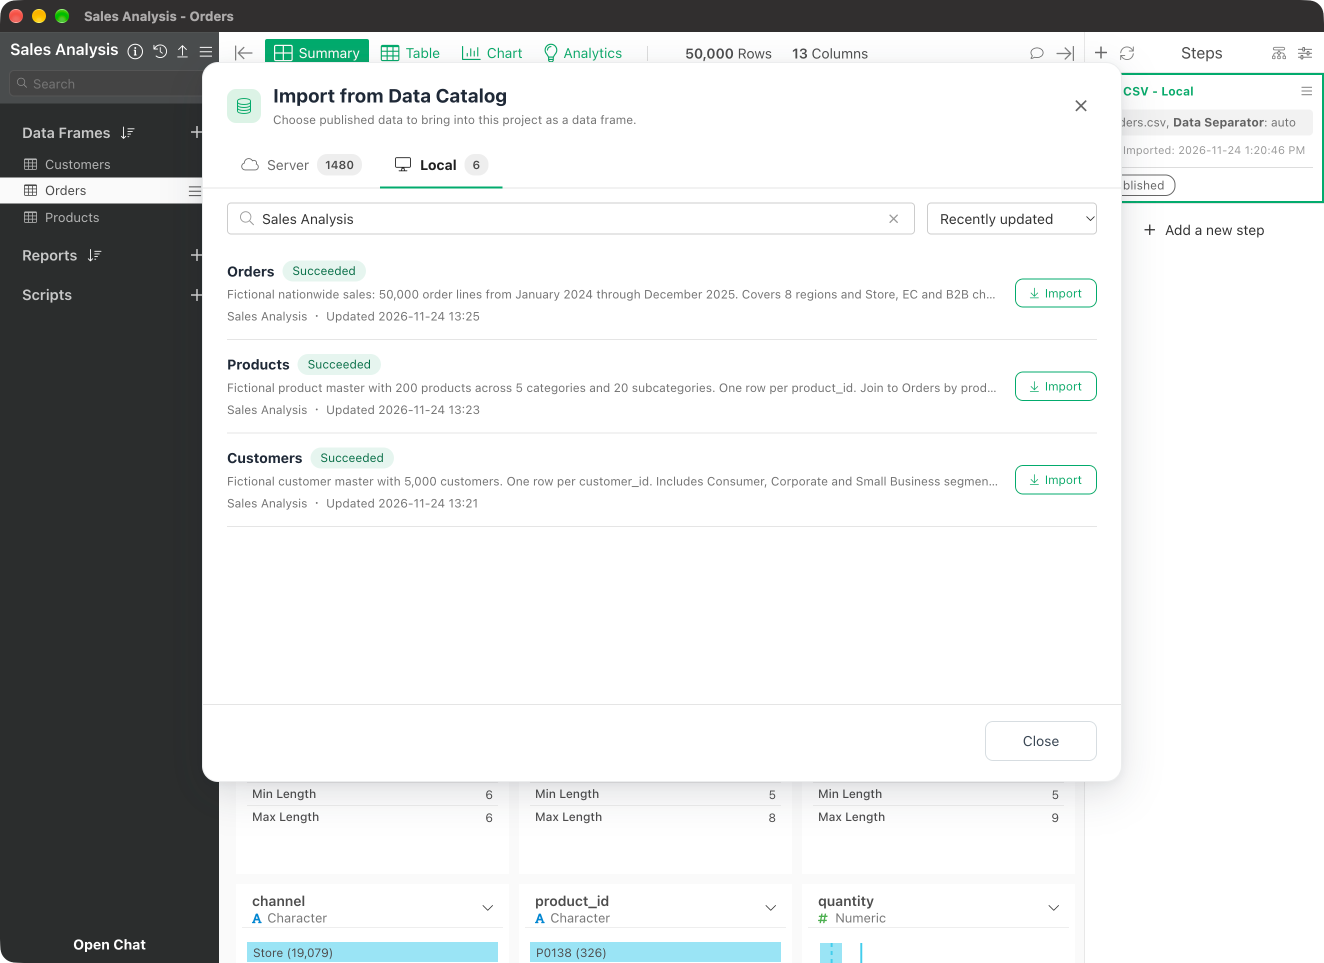 Sales Analysis - Orders
Sales Analysis
Search
Data Frames
Customers
Orders
Products
Reports
Scripts
Open Chat
Summary
Table
Chart
Analytics
50,000 Rows
13 Columns
Steps
CSV - Local
ders.csv, Data Separator: auto
Imported: 2026-11-24 1:20:46 PM
blished
Add a new step
Import from Data Catalog
Choose published data to bring into this project as a data frame.
Server 1480
Local 6
Sales Analysis
Recently updated
Orders Succeeded
Fictional nationwide sales: 50,000 order lines from January 2024 through December 2025. Covers 8 regions and Store, EC and B2B ch...
Sales Analysis · Updated 2026-11-24 13:25
Import
Products Succeeded
Fictional product master with 200 products across 5 categories and 20 subcategories. One row per product_id. Join to Orders by prod...
Sales Analysis · Updated 2026-11-24 13:23
Import
Customers Succeeded
Fictional customer master with 5,000 customers. One row per customer_id. Includes Consumer, Corporate and Small Business segmen...
Sales Analysis · Updated 2026-11-24 13:21
Import
Close
Min Length 6
Max Length 6
Min Length 5
Max Length 8
Min Length 5
Max Length 9
channel
A Character
Store (19,079)
product_id
A Character
P0138 (326)
quantity
# Numeric